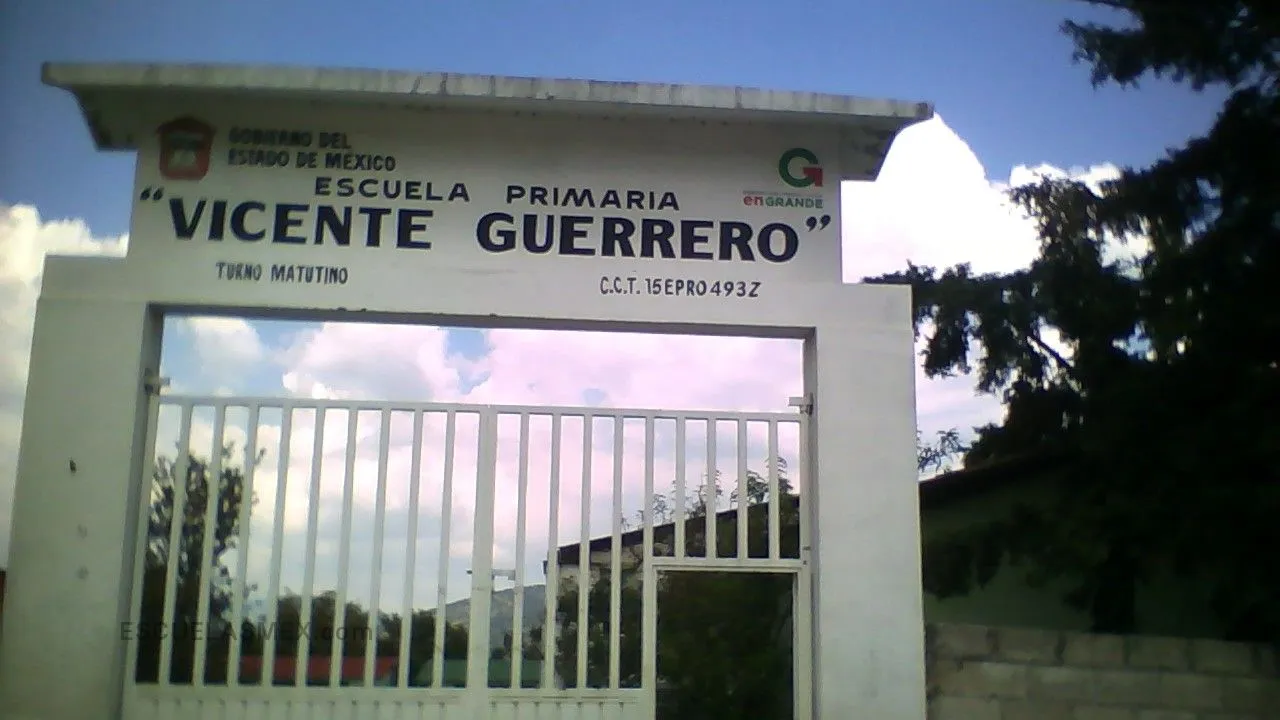 GOBIERNO DEL
ESTADO DE MÉXICO
ESCUELA PRIMARIA
"VICENTE GUERRERO"
TURNO MATUTINO
C.C.T. 15EPR0493Z
enGRANDE
ESCUELASMEX.com